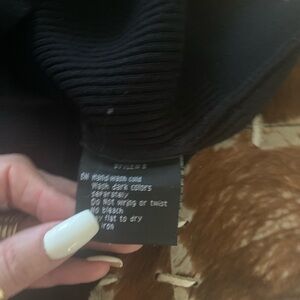 Hand wash cold
Wash dark colors
separately
Do Not wring or twist
No bleach
flat to dry
iron